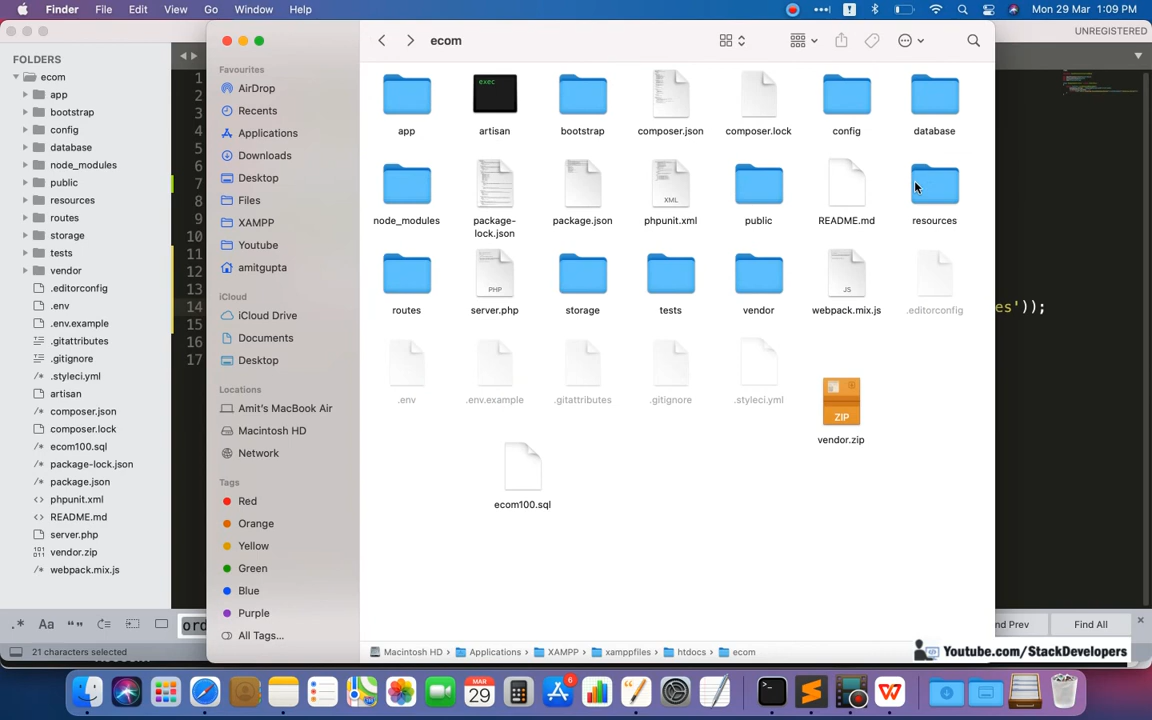 Finder File Edit View Go Window Help
Mon 29 Mar 1:09 PM
UNREGISTERED
FOLDERS
ecom
app
bootstrap
config
database
node_modules
public
resources
routes
storage
tests
vendor
.editorconfig
.env
.env.example
.gitattributes
.gitignore
.styleci.yml
artisan
composer.json
composer.lock
ecom100.sql
package-lock.json
package.json
phpunit.xml
README.md
server.php
vendor.zip
webpack.mix.js
1
2
3
4
5
6
7
8
9
10
11
12
13
14
15
16
17
Favourites
AirDrop
Recents
Applications
Downloads
Desktop
Files
XAMPP
Youtube
amitgupta
iCloud
iCloud Drive
Documents
Desktop
Locations
Amit's MacBook Air
Macintosh HD
Network
Tags
Red
Orange
Yellow
Green
Blue
Purple
All Tags...
ecom
exec
app artisan bootstrap composer.json composer.lock config database
XML
node_modules package-lock.json package.json phpunit.xml public README.md resources
PHP JS
routes server.php storage tests vendor webpack.mix.js .editorconfig
.env .env.example .gitattributes .gitignore .styleci.yml
ZIP
vendor.zip
ecom100.sql
es'));
Macintosh HD › Applications › XAMPP › xamppfiles › htdocs › ecom
.* Aa "" ord
nd Prev Find All
21 characters selected
Youtube.com/StackDevelopers
MAR
29
6